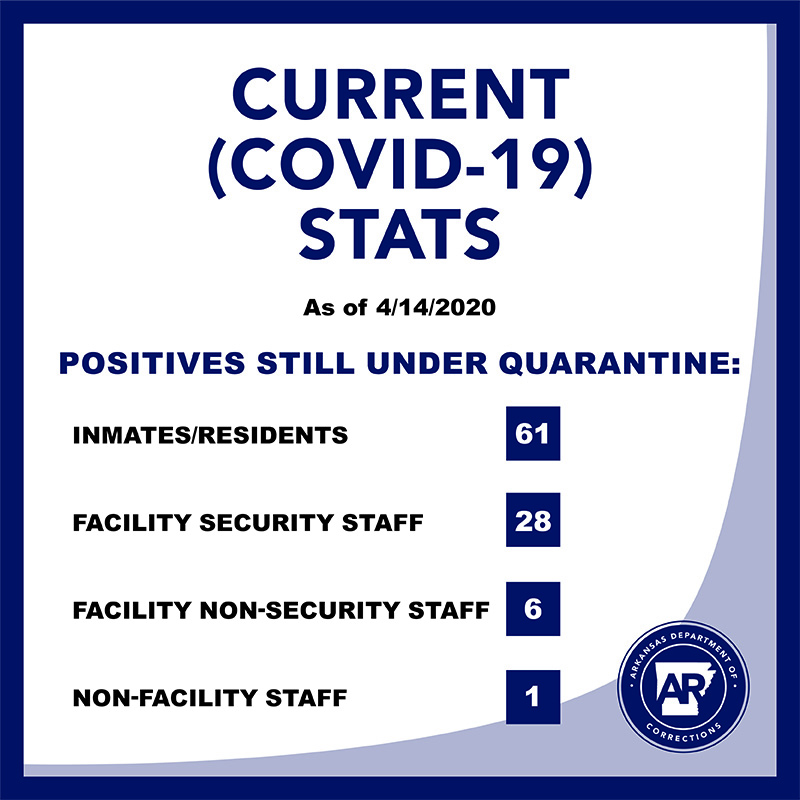 CURRENT
(COVID-19)
STATS
As of 4/14/2020
POSITIVES STILL UNDER QUARANTINE:
INMATES/RESIDENTS 61
FACILITY SECURITY STAFF 28
FACILITY NON-SECURITY STAFF 6
NON-FACILITY STAFF 1
• ARKANSAS DEPARTMENT OF •
AR
CORRECTIONS